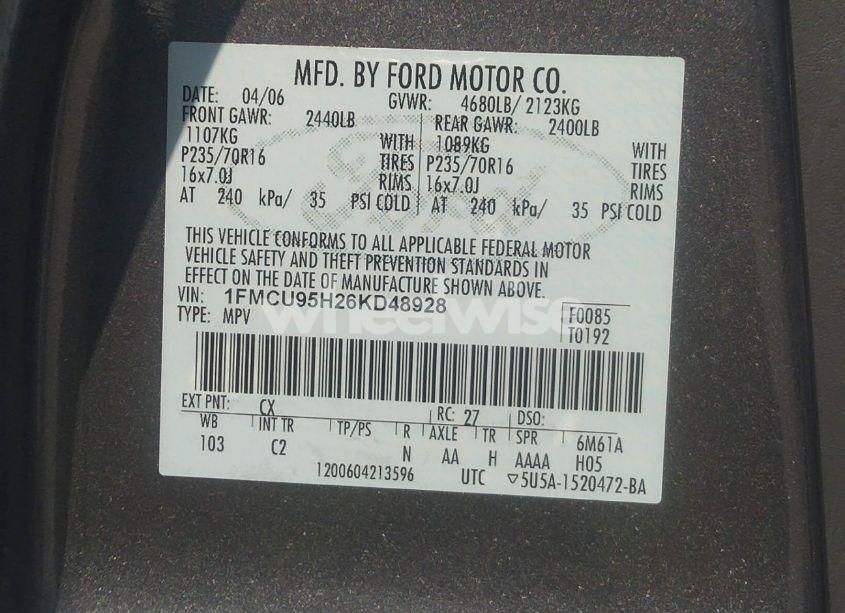 MFD. BY FORD MOTOR CO.
DATE: 04/06 GVWR: 4680LB/ 2123KG
FRONT GAWR: 2440LB REAR GAWR: 2400LB
1107KG WITH 1089KG WITH
P235/70R16 TIRES P235/70R16 TIRES
16x7.0J RIMS 16x7.0J RIMS
AT 240 kPa/ 35 PSI COLD AT 240 kPa/ 35 PSI COLD
THIS VEHICLE CONFORMS TO ALL APPLICABLE FEDERAL MOTOR
VEHICLE SAFETY AND THEFT PREVENTION STANDARDS IN
EFFECT ON THE DATE OF MANUFACTURE SHOWN ABOVE.
VIN: 1FMCU95H26KD48928 F0085
TYPE: MPV T0192
wheelwise
EXT PNT: CX RC: 27 DSO:
WB INT TR TP/PS R AXLE TR SPR 6M61A
103 C2 N AA H AAAA H05
1200604213596 UTC ▽5U5A-1520472-BA